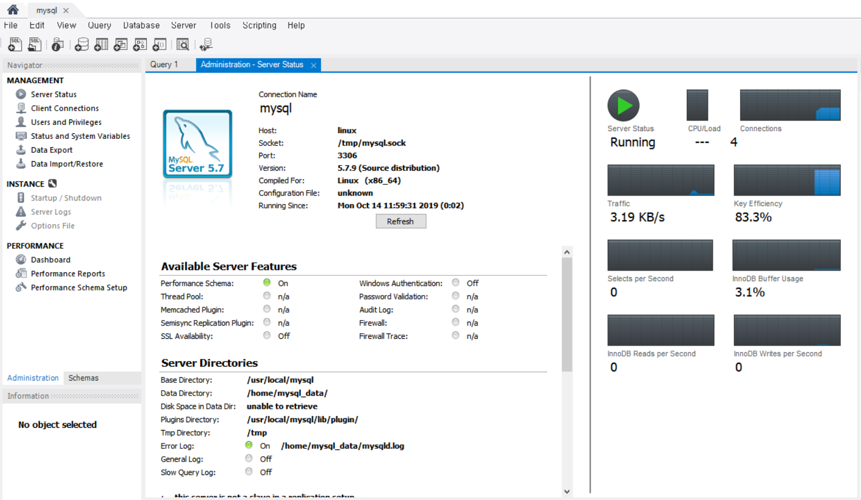 mysql
File Edit View Query Database Server Tools Scripting Help
Navigator
MANAGEMENT
Server Status
Client Connections
Users and Privileges
Status and System Variables
Data Export
Data Import/Restore
INSTANCE
Startup / Shutdown
Server Logs
Options File
PERFORMANCE
Dashboard
Performance Reports
Performance Schema Setup
Administration Schemas
Information
No object selected
Query 1 Administration - Server Status
MySQL
Server 5.7
Connection Name
mysql
Host: linux
Socket: /tmp/mysql.sock
Port: 3306
Version: 5.7.9 (Source distribution)
Compiled For: Linux (x86_64)
Configuration File: unknown
Running Since: Mon Oct 14 11:59:31 2019 (0:02)
Refresh
Available Server Features
Performance Schema: On Windows Authentication: Off
Thread Pool: n/a Password Validation: n/a
Memcached Plugin: n/a Audit Log: n/a
Semisync Replication Plugin: n/a Firewall: n/a
SSL Availability: Off Firewall Trace: n/a
Server Directories
Base Directory: /usr/local/mysql
Data Directory: /home/mysql_data/
Disk Space in Data Dir: unable to retrieve
Plugins Directory: /usr/local/mysql/lib/plugin/
Tmp Directory: /tmp
Error Log: On /home/mysql_data/mysqld.log
General Log: Off
Slow Query Log: Off
this server is not a slave in a replication setup
Server Status CPU/Load Connections
Running --- 4
Traffic Key Efficiency
3.19 KB/s 83.3%
Selects per Second InnoDB Buffer Usage
0 3.1%
InnoDB Reads per Second InnoDB Writes per Second
0 0